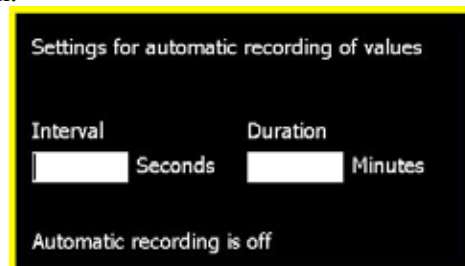 Settings for automatic recording of values
Interval Duration
Seconds Minutes
Automatic recording is off